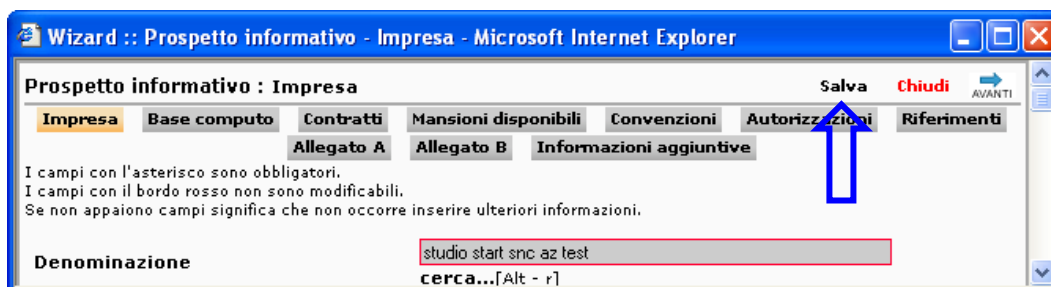 Wizard :: Prospetto informativo - Impresa - Microsoft Internet Explorer
Prospetto informativo : Impresa Salva Chiudi AVANTI
Impresa Base computo Contratti Mansioni disponibili Convenzioni Autorizzazioni Riferimenti
Allegato A Allegato B Informazioni aggiuntive
I campi con l'asterisco sono obbligatori.
I campi con il bordo rosso non sono modificabili.
Se non appaiono campi significa che non occorre inserire ulteriori informazioni.
Denominazione studio start snc az test
cerca...[Alt - r]